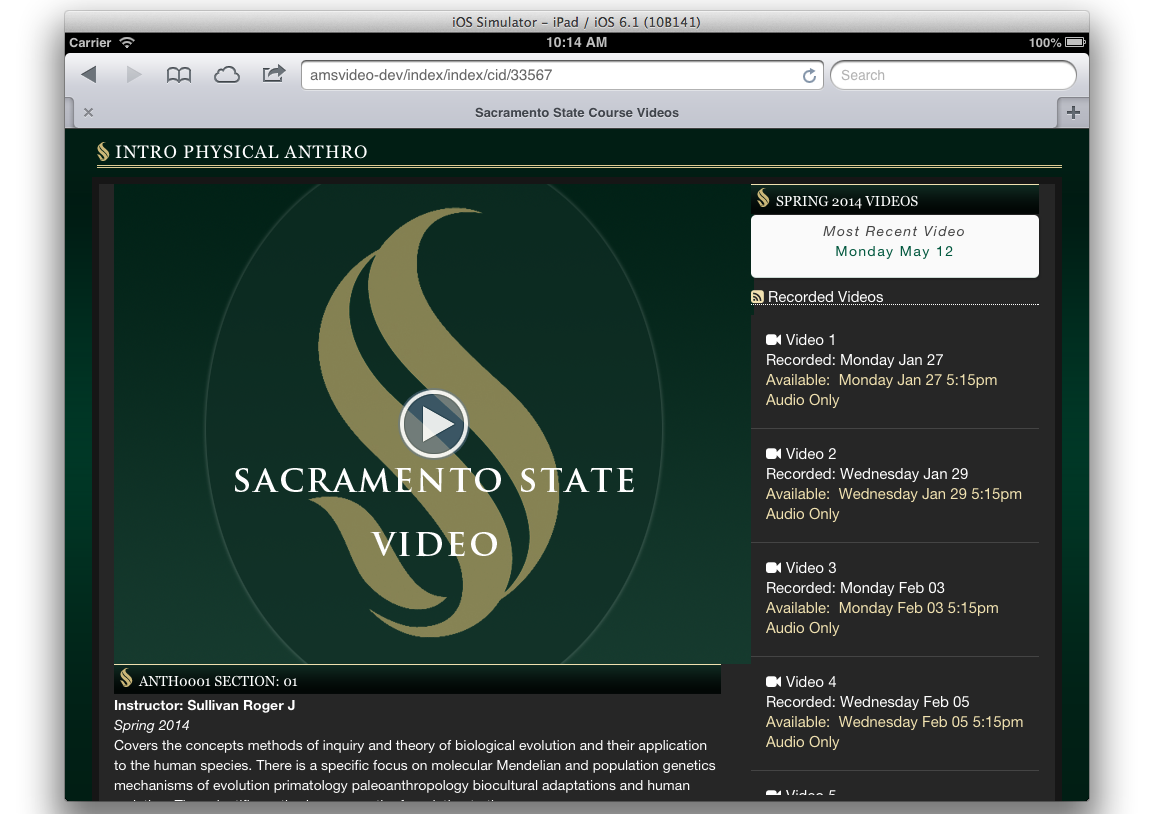 iOS Simulator – iPad / iOS 6.1 (10B141)
Carrier
10:14 AM
100%
amsvideo-dev/index/index/cid/33567
Search
Sacramento State Course Videos
INTRO PHYSICAL ANTHRO
SACRAMENTO STATE
VIDEO
ANTH0001 SECTION: 01
Instructor: Sullivan Roger J
Spring 2014
Covers the concepts methods of inquiry and theory of biological evolution and their application
to the human species. There is a specific focus on molecular Mendelian and population genetics
mechanisms of evolution primatology paleoanthropology biocultural adaptations and human
SPRING 2014 VIDEOS
Most Recent Video
Monday May 12
Recorded Videos
Video 1
Recorded: Monday Jan 27
Available: Monday Jan 27 5:15pm
Audio Only
Video 2
Recorded: Wednesday Jan 29
Available: Wednesday Jan 29 5:15pm
Audio Only
Video 3
Recorded: Monday Feb 03
Available: Monday Feb 03 5:15pm
Audio Only
Video 4
Recorded: Wednesday Feb 05
Available: Wednesday Feb 05 5:15pm
Audio Only
Video 5